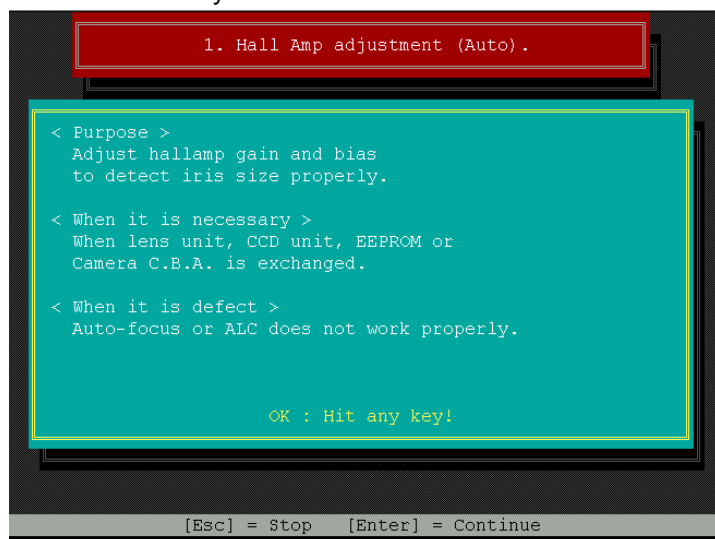 1. Hall Amp adjustment (Auto).
< Purpose >
Adjust hallamp gain and bias
to detect iris size properly.
< When it is necessary >
When lens unit, CCD unit, EEPROM or
Camera C.B.A. is exchanged.
< When it is defect >
Auto-focus or ALC does not work properly.
OK : Hit any key!
[Esc] = Stop [Enter] = Continue